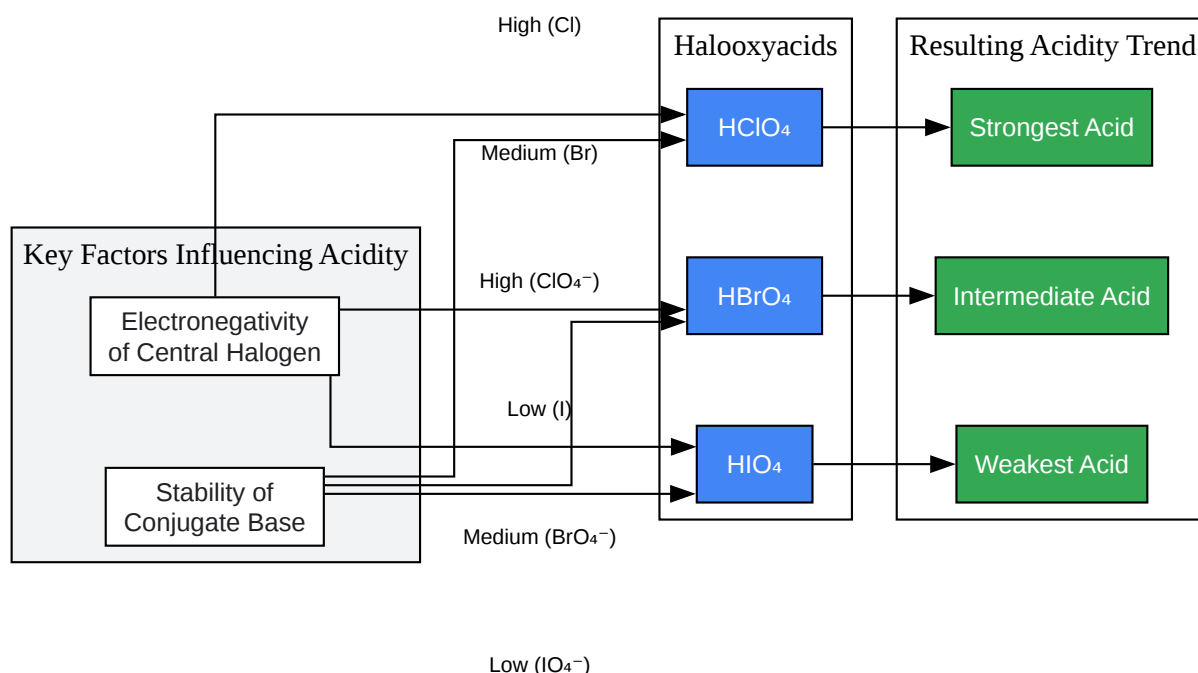 High (Cl)
Halooxyacids
Resulting Acidity Trend
HClO₄
Strongest Acid
Medium (Br)
Key Factors Influencing Acidity
High (ClO₄⁻)
HBrO₄
Intermediate Acid
Electronegativity
of Central Halogen
Low (I)
HIO₄
Weakest Acid
Stability of
Conjugate Base
Medium (BrO₄⁻)
Low (IO₄⁻)